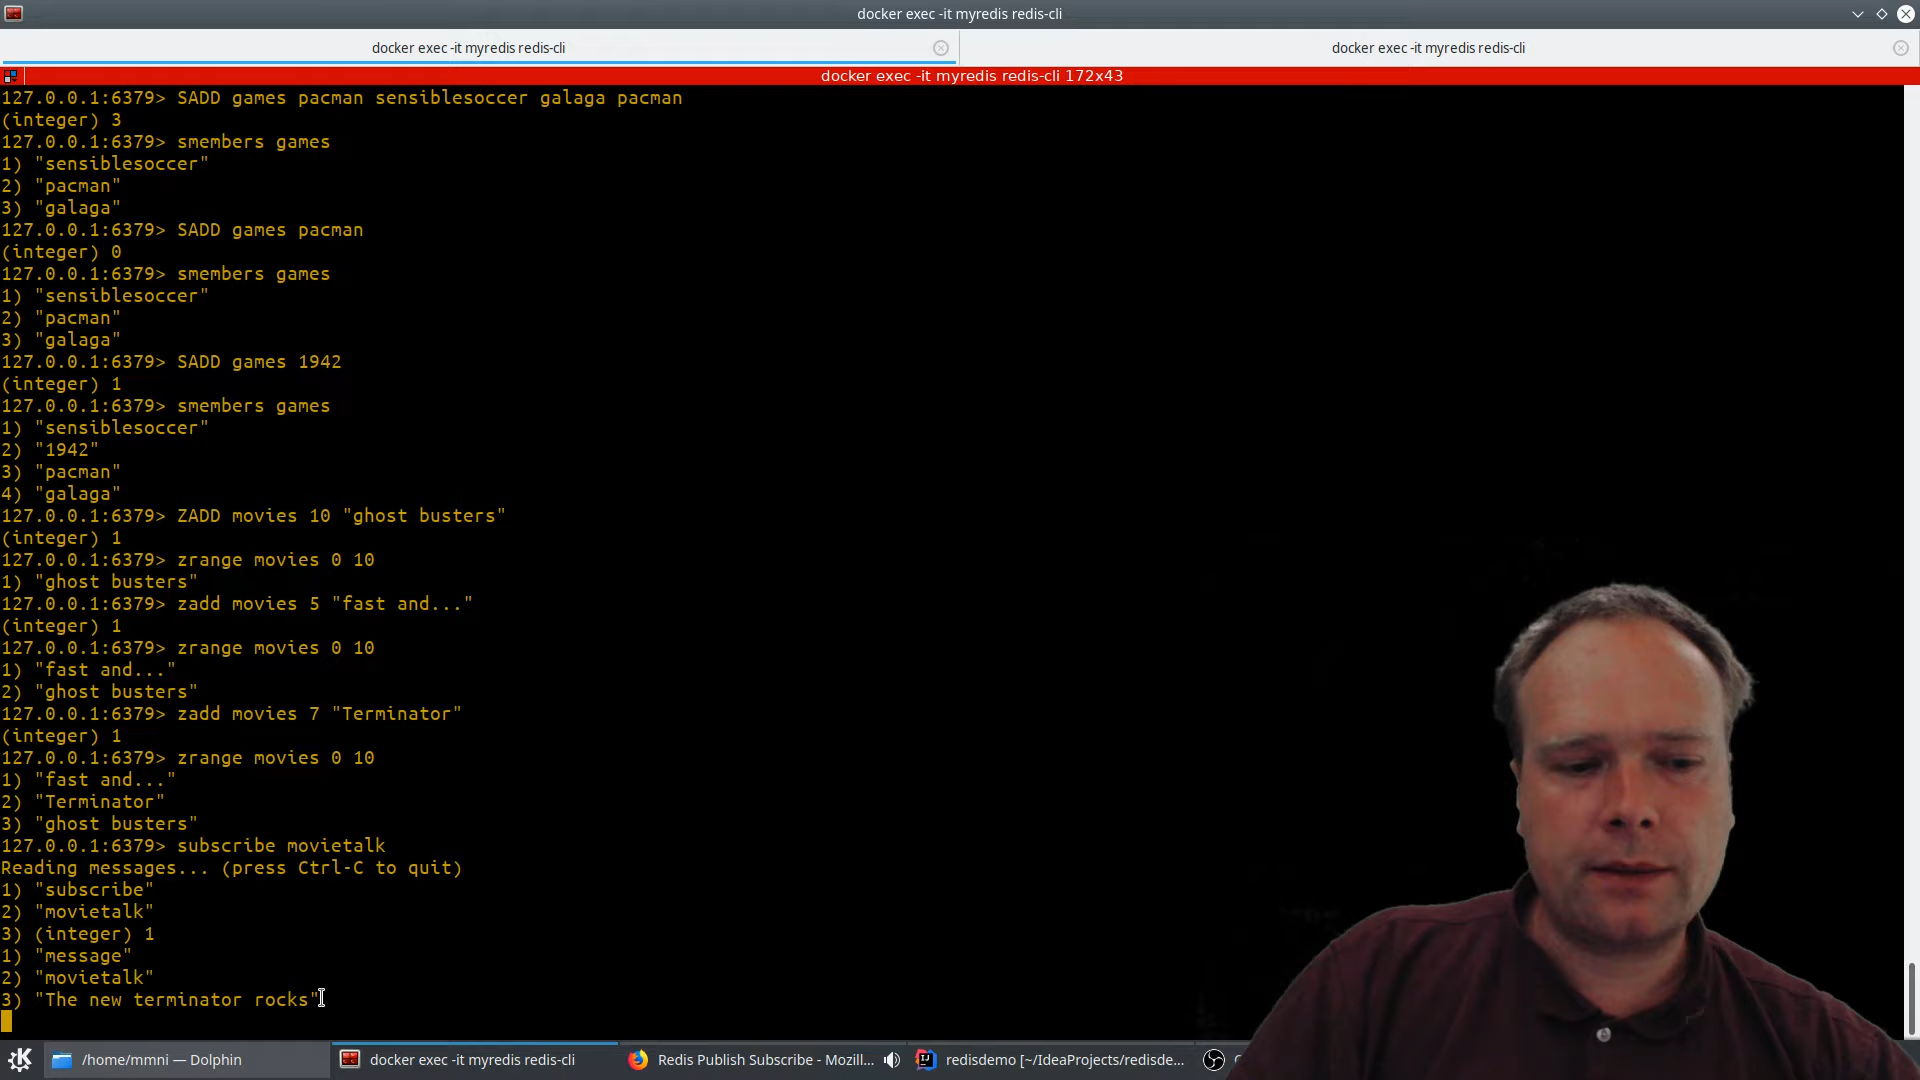 docker exec -it myredis redis-cli
docker exec -it myredis redis-cli
docker exec -it myredis redis-cli
docker exec -it myredis redis-cli 172x43
127.0.0.1:6379> SADD games pacman sensiblesoccer galaga pacman
(integer) 3
127.0.0.1:6379> smembers games
1) "sensiblesoccer"
2) "pacman"
3) "galaga"
127.0.0.1:6379> SADD games pacman
(integer) 0
127.0.0.1:6379> smembers games
1) "sensiblesoccer"
2) "pacman"
3) "galaga"
127.0.0.1:6379> SADD games 1942
(integer) 1
127.0.0.1:6379> smembers games
1) "sensiblesoccer"
2) "1942"
3) "pacman"
4) "galaga"
127.0.0.1:6379> ZADD movies 10 "ghost busters"
(integer) 1
127.0.0.1:6379> zrange movies 0 10
1) "ghost busters"
127.0.0.1:6379> zadd movies 5 "fast and..."
(integer) 1
127.0.0.1:6379> zrange movies 0 10
1) "fast and..."
2) "ghost busters"
127.0.0.1:6379> zadd movies 7 "Terminator"
(integer) 1
127.0.0.1:6379> zrange movies 0 10
1) "fast and..."
2) "Terminator"
3) "ghost busters"
127.0.0.1:6379> subscribe movietalk
Reading messages... (press Ctrl-C to quit)
1) "subscribe"
2) "movietalk"
3) (integer) 1
1) "message"
2) "movietalk"
3) "The new terminator rocks"
/home/mmni — Dolphin
docker exec -it myredis redis-cli
Redis Publish Subscribe - Mozill...
redisdemo [~/IdeaProjects/redisde...